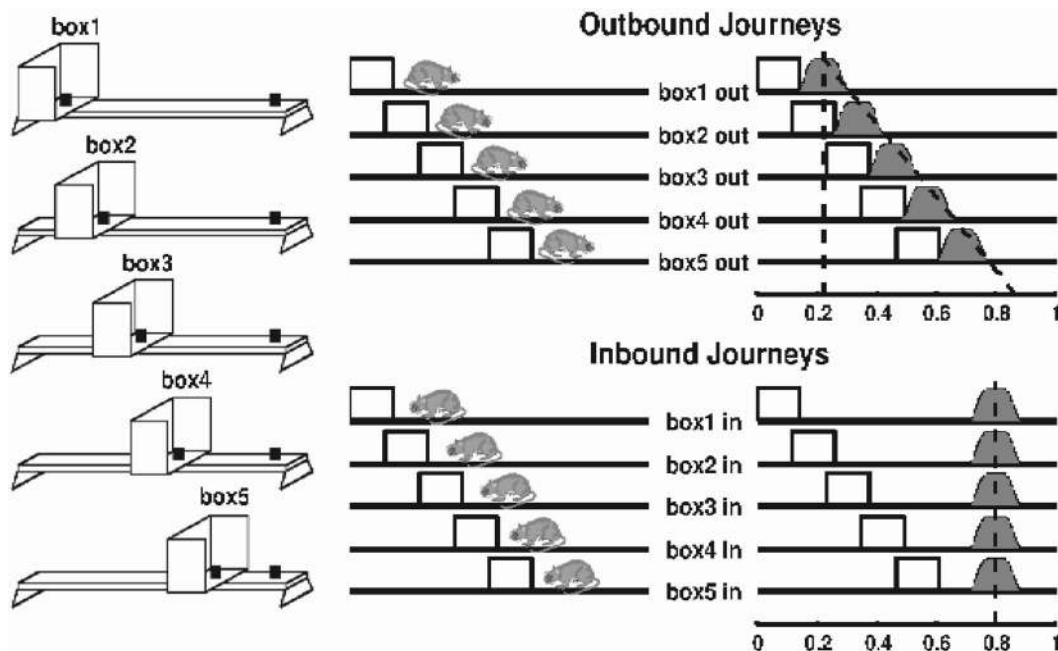 box1
box2
box3
box4
box5
Outbound Journeys
box1 out
box2 out
box3 out
box4 out
box5 out
0 0.2 0.4 0.6 0.8 1
Inbound Journeys
box1 in
box2 in
box3 in
box4 in
box5 in
0 0.2 0.4 0.6 0.8 1